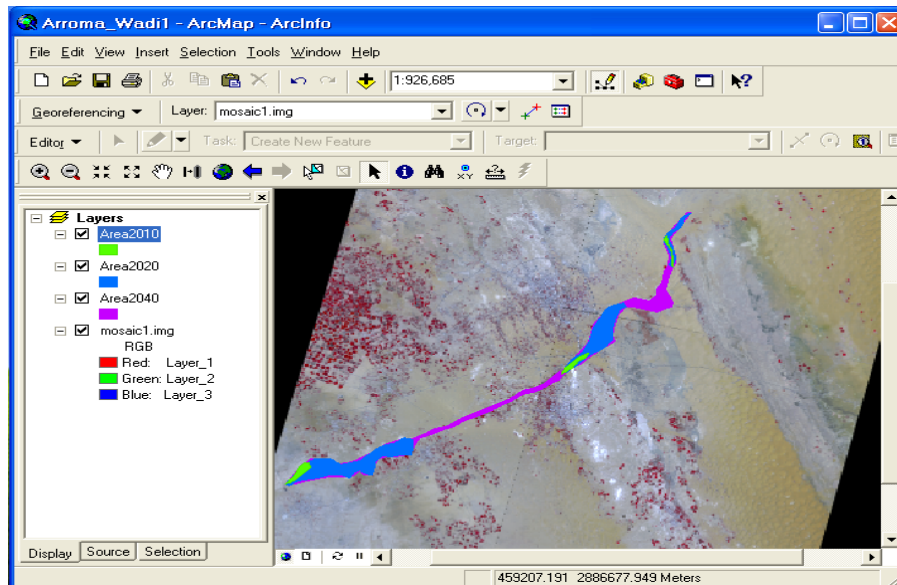 Arroma_Wadi1 - ArcMap - ArcInfo
File Edit View Insert Selection Tools Window Help
1:926,685
Georeferencing Layer: mosaic1.img
Editor Task: Create New Feature Target:
XY
Layers
Area2010
Area2020
Area2040
mosaic1.img
RGB
Red: Layer_1
Green: Layer_2
Blue: Layer_3
Display Source Selection
459207.191 2886677.949 Meters